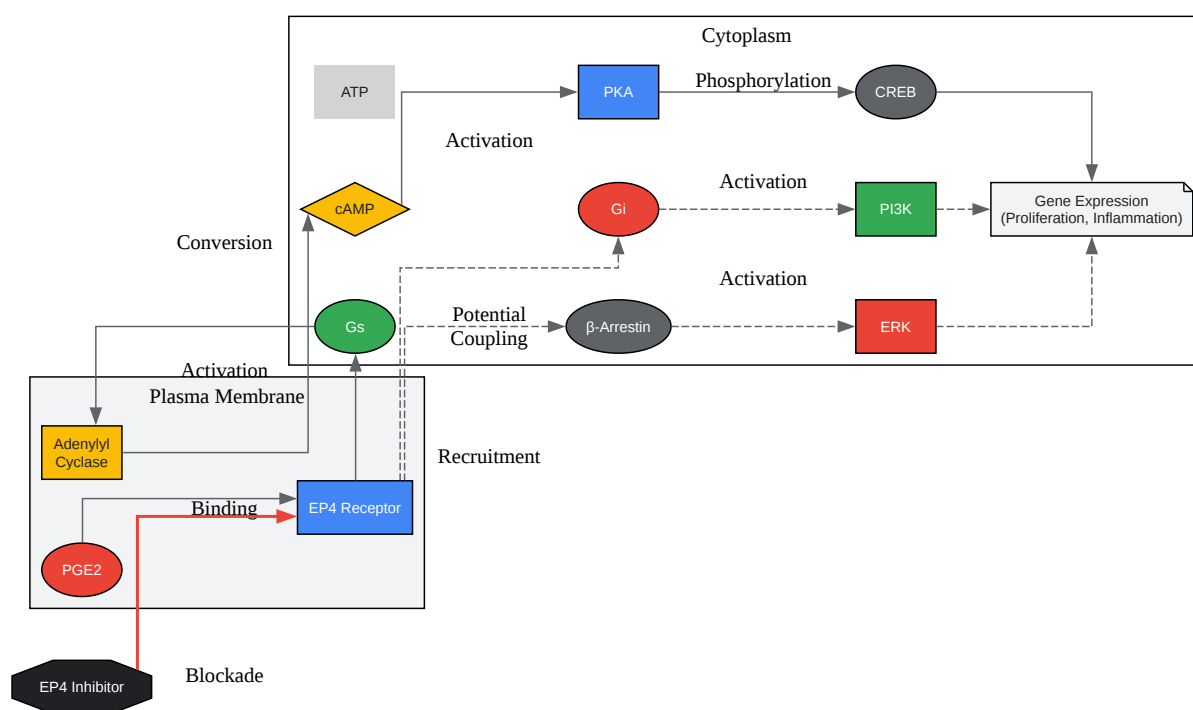 Cytoplasm
ATP
PKA
Phosphorylation
CREB
Activation
cAMP
Gi
Activation
PI3K
Gene Expression
(Proliferation, Inflammation)
Conversion
Activation
Gs
Potential
Coupling
β-Arrestin
ERK
Activation
Plasma Membrane
Adenylyl
Cyclase
Recruitment
Binding
EP4 Receptor
PGE2
Blockade
EP4 Inhibitor